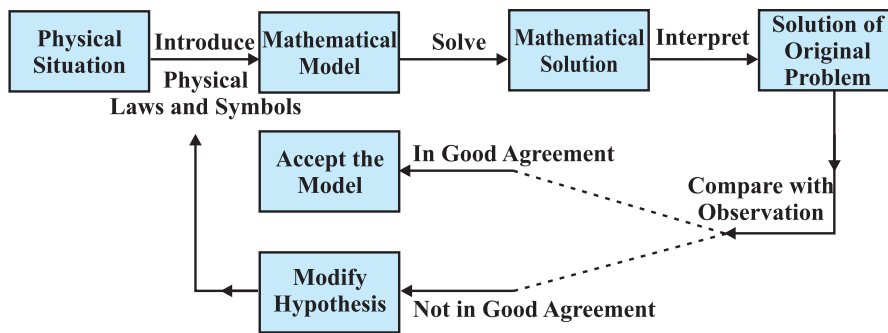 Physical
Situation
Introduce
Physical
Laws and Symbols
Mathematical
Model
Solve
Mathematical
Solution
Interpret
Solution of
Original
Problem
Compare with
Observation
In Good Agreement
Accept the
Model
Not in Good Agreement
Modify
Hypothesis